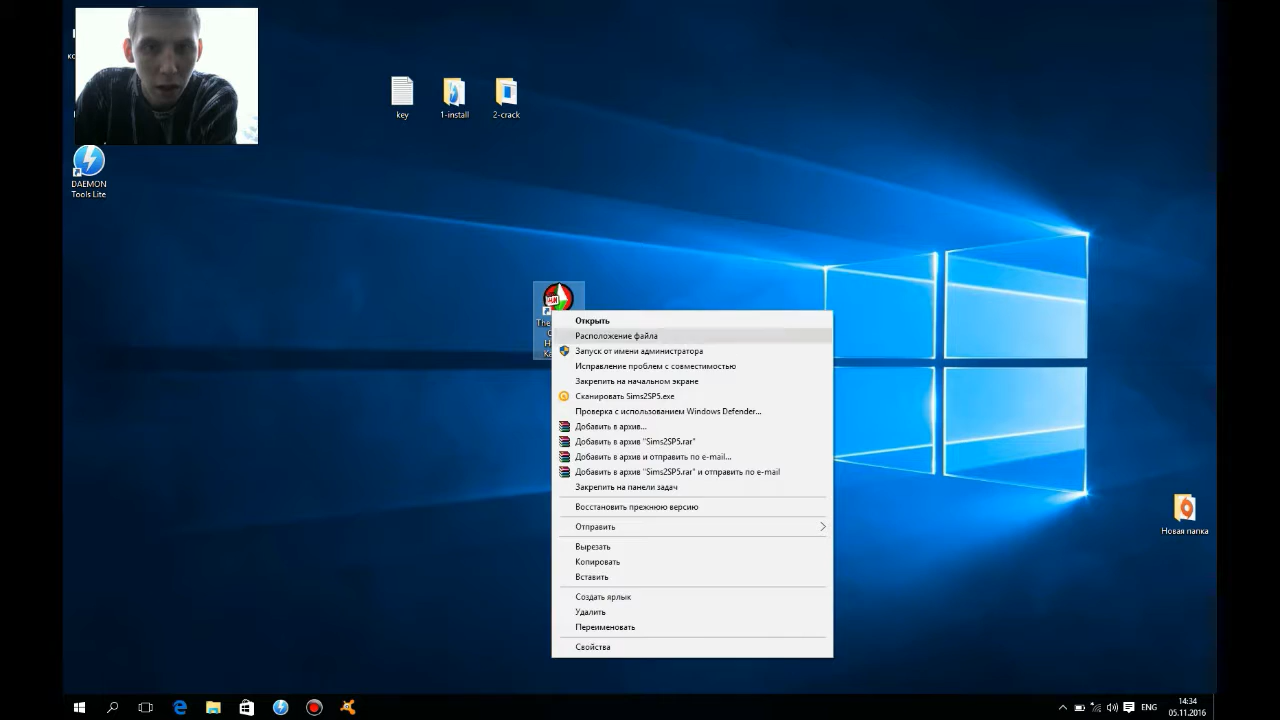 key
1-install
2-crack
DAEMON
Tools Lite
The
Открыть
Расположение файла
Запуск от имени администратора
Исправление проблем с совместимостью
Закрепить на начальном экране
Сканировать Sims2SP5.exe
Проверка с использованием Windows Defender...
Добавить в архив...
Добавить в архив "Sims2SP5.rar"
Добавить в архив и отправить по e-mail...
Добавить в архив "Sims2SP5.rar" и отправить по e-mail
Закрепить на панели задач
Восстановить прежнюю версию
Отправить
Вырезать
Копировать
Вставить
Создать ярлык
Удалить
Переименовать
Свойства
Новая папка
ENG
14:34
05.11.2016